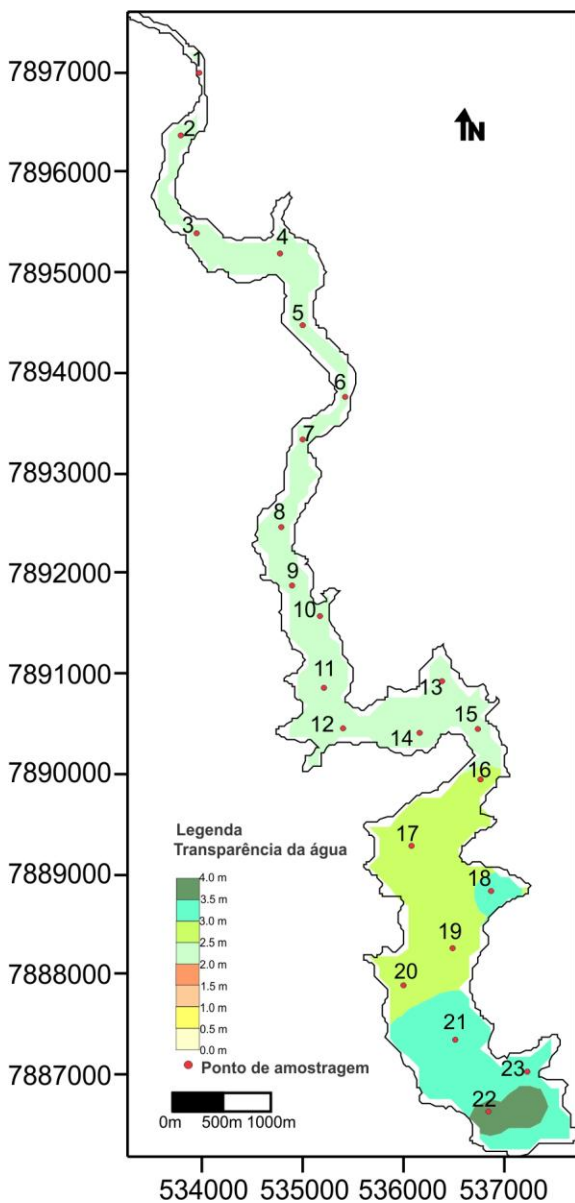 7897000
7896000
7895000
7894000
7893000
7892000
7891000
7890000
7889000
7888000
7887000
1
2
3
4
5
6
7
8
9
10
11
12
13
14
15
16
17
18
19
20
21
22
23
N
Legenda
Transparência da água
4.0 m
3.5 m
3.0 m
2.5 m
2.0 m
1.5 m
1.0 m
0.5 m
0.0 m
Ponto de amostragem
0m 500m 1000m
534000 535000 536000 537000